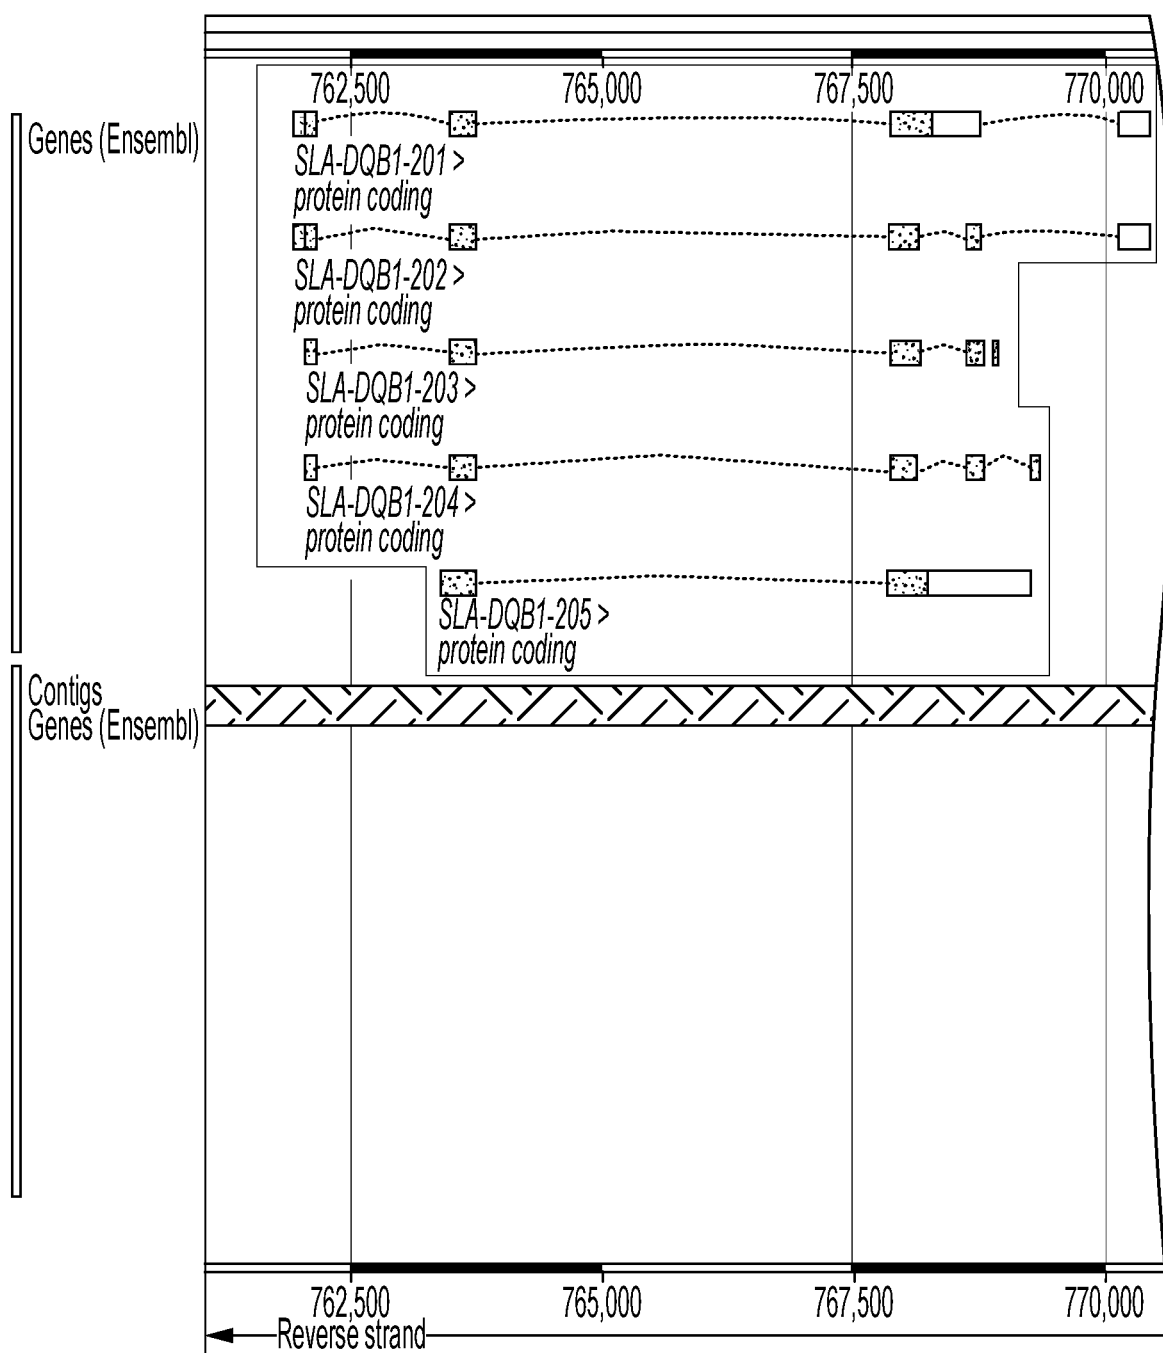 762,500 765,000 767,500 770,000
Genes (Ensembl)
SLA-DQB1-201 >
protein coding
SLA-DQB1-202 >
protein coding
SLA-DQB1-203 >
protein coding
SLA-DQB1-204 >
protein coding
SLA-DQB1-205 >
protein coding
Contigs
Genes (Ensembl)
762,500 765,000 767,500 770,000
Reverse strand